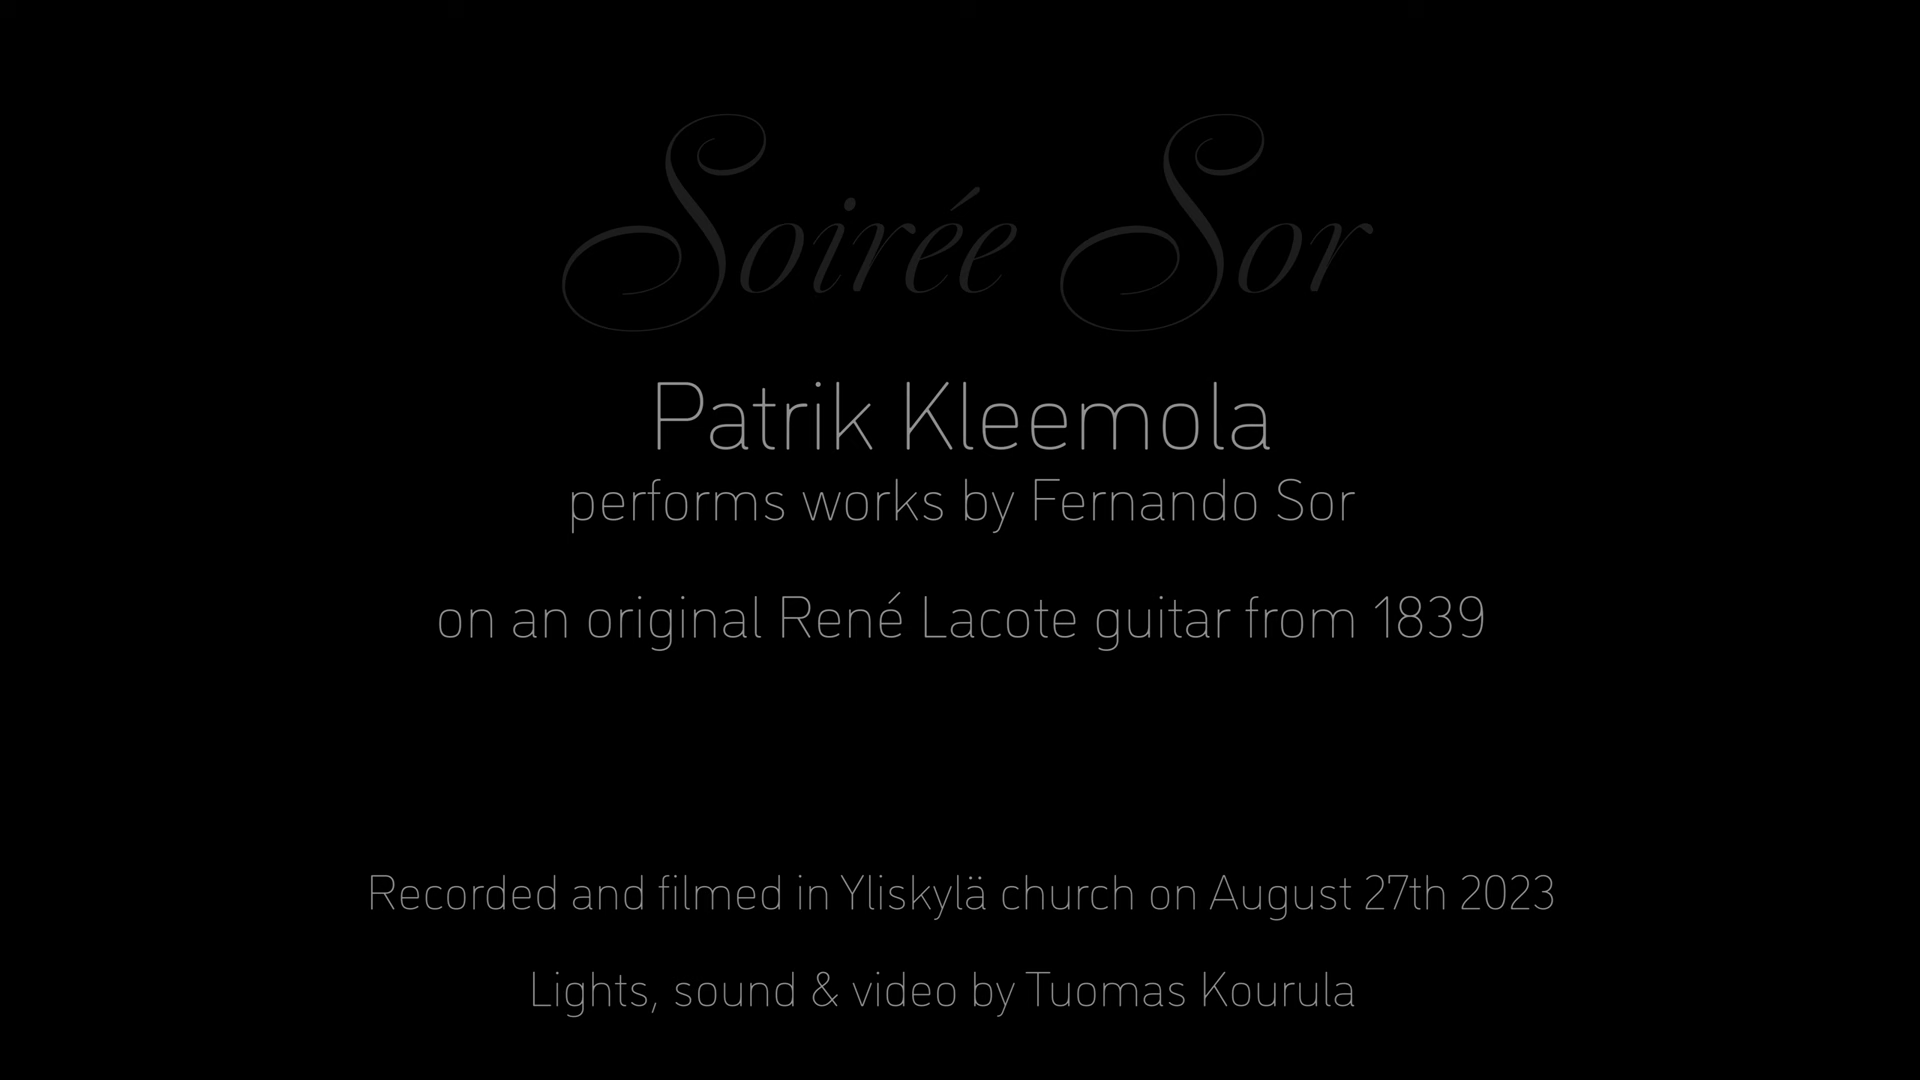 Soirée Sor
Patrik Kleemola
performs works by Fernando Sor
on an original René Lacote guitar from 1839
Recorded and filmed in Yliskylä church on August 27th 2023
Lights, sound & video by Tuomas Kourula